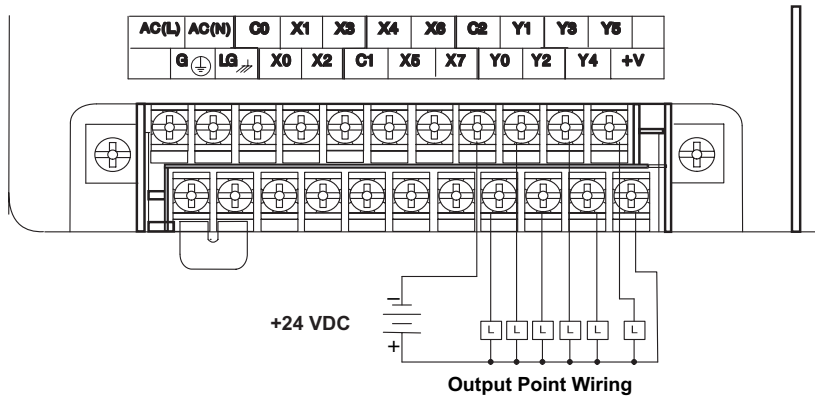 AC(L) AC(N) C0 X1 X3 X4 X6 C2 Y1 Y3 Y5
G LG X0 X2 C1 X5 X7 Y0 Y2 Y4 +V
-
+24 VDC
+
L L L L L L
Output Point Wiring